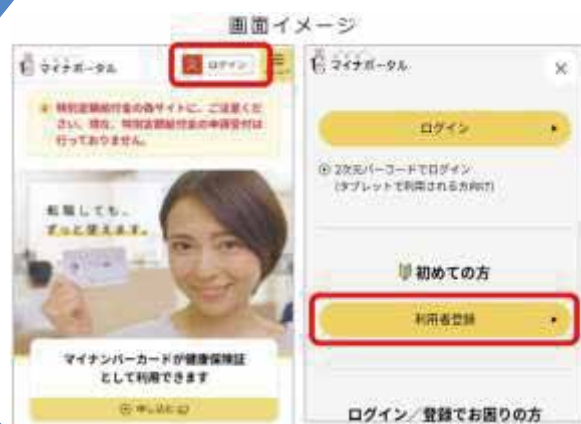 画面イメージ
マイナポータル
ログイン
特別定額給付金の偽サイトに、ご注意くだ
さい。現在、特別定額給付金の申請受付は
行っておりません。
転職しても、
ずっと使えます。
マイナンバーカードが健康保険証
として利用できます
申し込む
マイナポータル
×
ログイン
2次元バーコードでログイン
(タブレットで利用される方向け)
初めての方
利用者登録
ログイン/登録でお困りの方